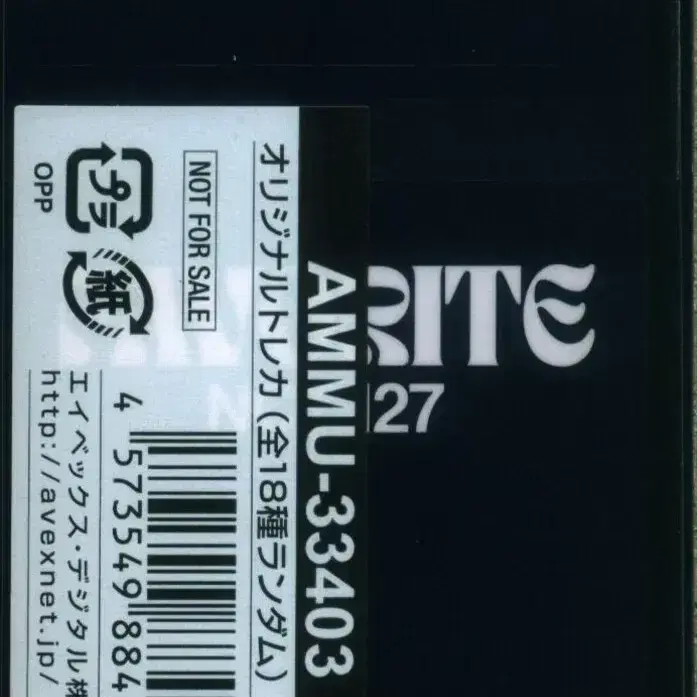 AMMU-33403
オリジナルトレカ (全18種ランダム)
NOT FOR SALE
プラ
紙
OPP
4 573549 884
エイベックス・デジタル株
http://avexnet.jp/
RITE
127